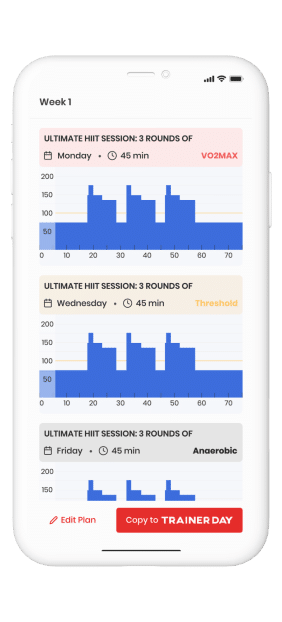 Week 1
ULTIMATE HIIT SESSION: 3 ROUNDS OF
Monday • 45 min VO2MAX
200
150
100
50
0 10 20 30 40 50 60 70
ULTIMATE HIIT SESSION: 3 ROUNDS OF
Wednesday • 45 min Threshold
200
150
100
50
0 10 20 30 40 50 60 70
ULTIMATE HIIT SESSION: 3 ROUNDS OF
Friday • 45 min Anaerobic
200
150
Edit Plan Copy to TRAINERDAY